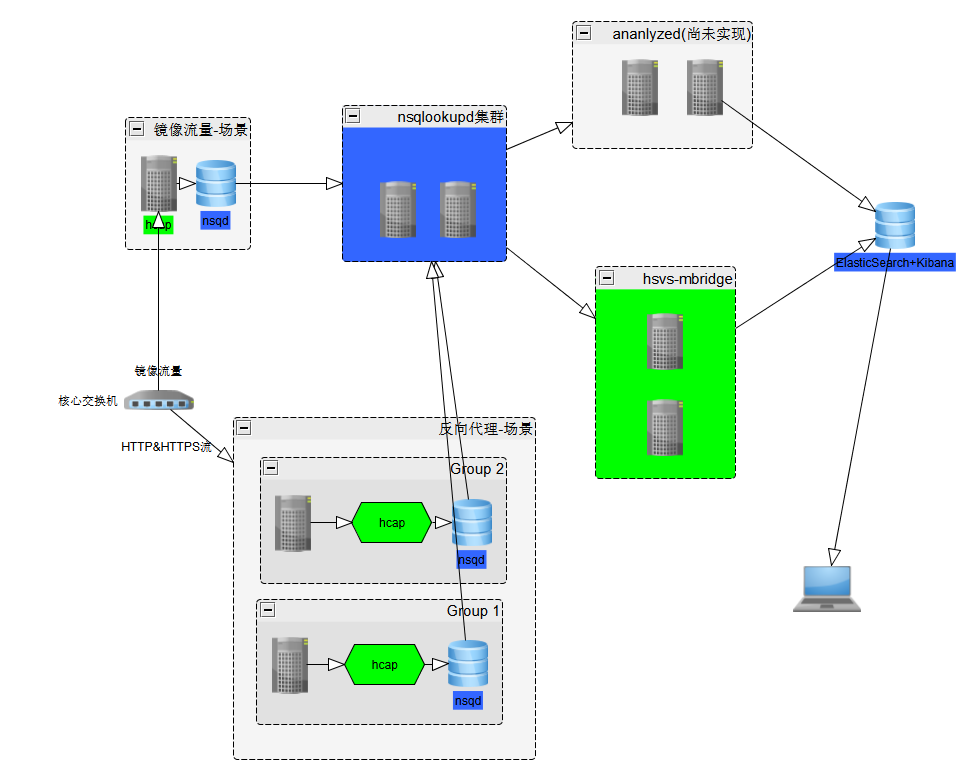 ananlyzed(尚未实现)
nsqlookupd集群
镜像流量-场景
hcap
nsqd
ElasticSearch+Kibana
hsvs-mbridge
镜像流量
核心交换机
HTTP&HTTPS流
反向代理-场景
Group 2
hcap
nsqd
Group 1
hcap
nsqd